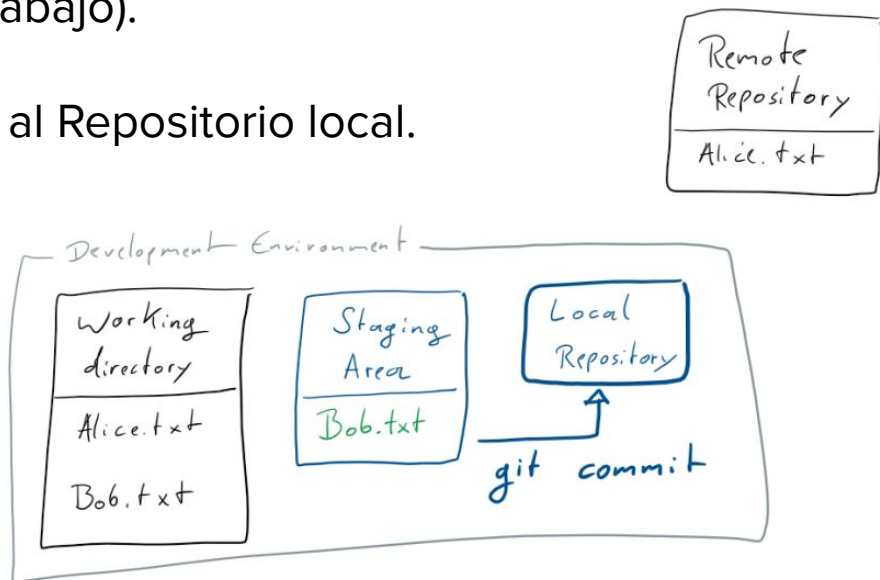 abajo).
al Repositorio local.
Remote
Repository
Alice.txt
Development Environment
Working
directory
Alice.txt
Bob.txt
Staging
Area
Bob.txt
Local
Repository
git commit